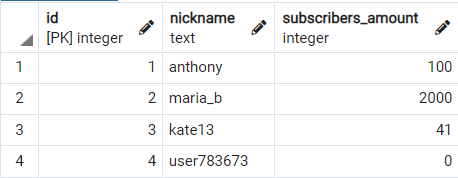 id nickname subscribers_amount
[PK] integer text integer
1 1 anthony 100
2 2 maria_b 2000
3 3 kate13 41
4 4 user783673 0